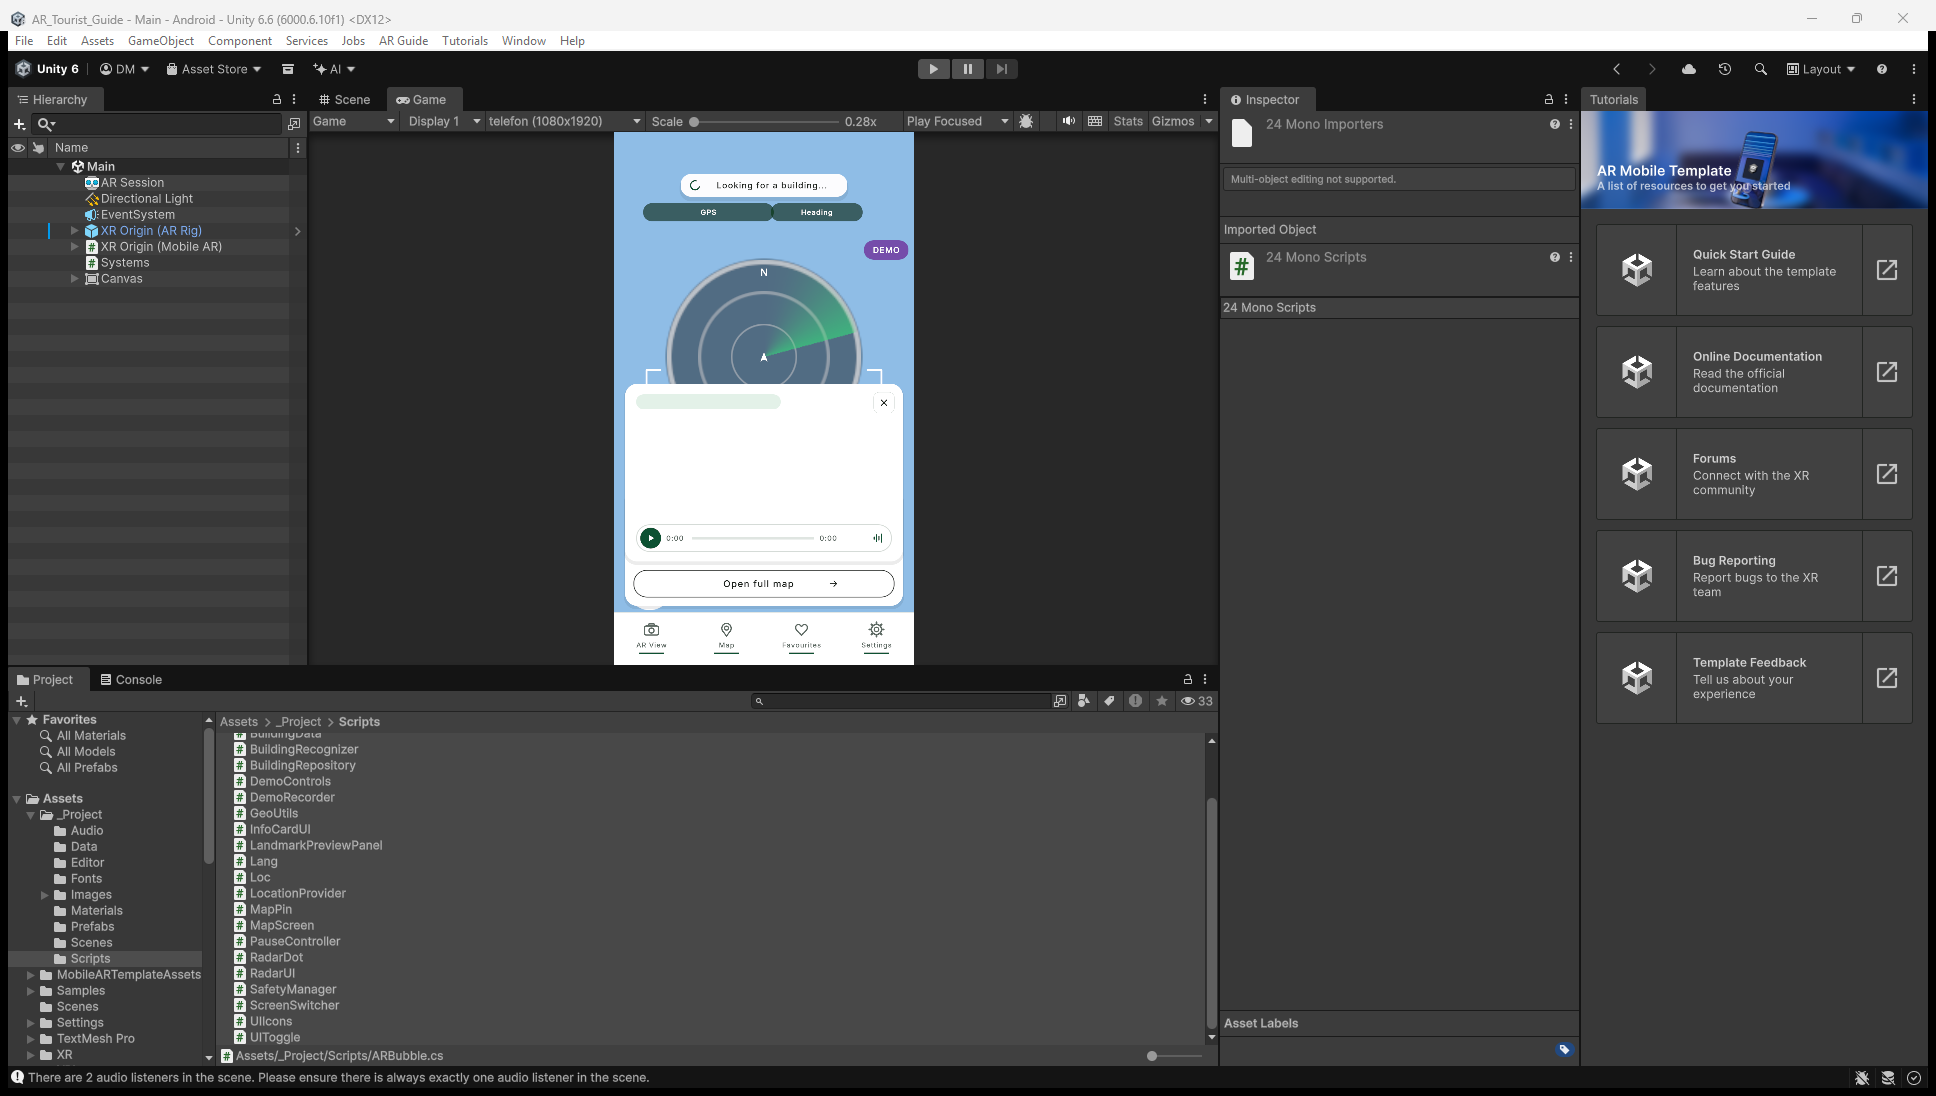 AR_Tourist_Guide - Main - Android - Unity 6.6 (6000.6.10f1) <DX12>
File Edit Assets GameObject Component Services Jobs AR Guide Tutorials Window Help
Unity 6 DM Asset Store AI Layout
Hierarchy
Name
Main
AR Session
Directional Light
EventSystem
XR Origin (AR Rig)
XR Origin (Mobile AR)
Systems
Canvas
Scene Game
Game Display 1 telefon (1080x1920) Scale 0.28x Play Focused Stats Gizmos
Looking for a building...
GPS Heading
DEMO
N
0:00 0:00
Open full map
AR View Map Favourites Settings
Inspector
24 Mono Importers
Multi-object editing not supported.
Imported Object
24 Mono Scripts
24 Mono Scripts
Asset Labels
Tutorials
AR Mobile Template
A list of resources to get you started
Quick Start Guide
Learn about the template
features
Online Documentation
Read the official
documentation
Forums
Connect with the XR
community
Bug Reporting
Report bugs to the XR
team
Template Feedback
Tell us about your
experience
Project Console
33
Favorites
All Materials
All Models
All Prefabs
Assets
_Project
Audio
Data
Editor
Fonts
Images
Materials
Prefabs
Scenes
Scripts
MobileARTemplateAssets
Samples
Scenes
Settings
TextMesh Pro
XR
Assets > _Project > Scripts
BuildingData
BuildingRecognizer
BuildingRepository
DemoControls
DemoRecorder
GeoUtils
InfoCardUI
LandmarkPreviewPanel
Lang
Loc
LocationProvider
MapPin
MapScreen
PauseController
RadarDot
RadarUI
SafetyManager
ScreenSwitcher
UIIcons
UIToggle
Assets/_Project/Scripts/ARBubble.cs
There are 2 audio listeners in the scene. Please ensure there is always exactly one audio listener in the scene.